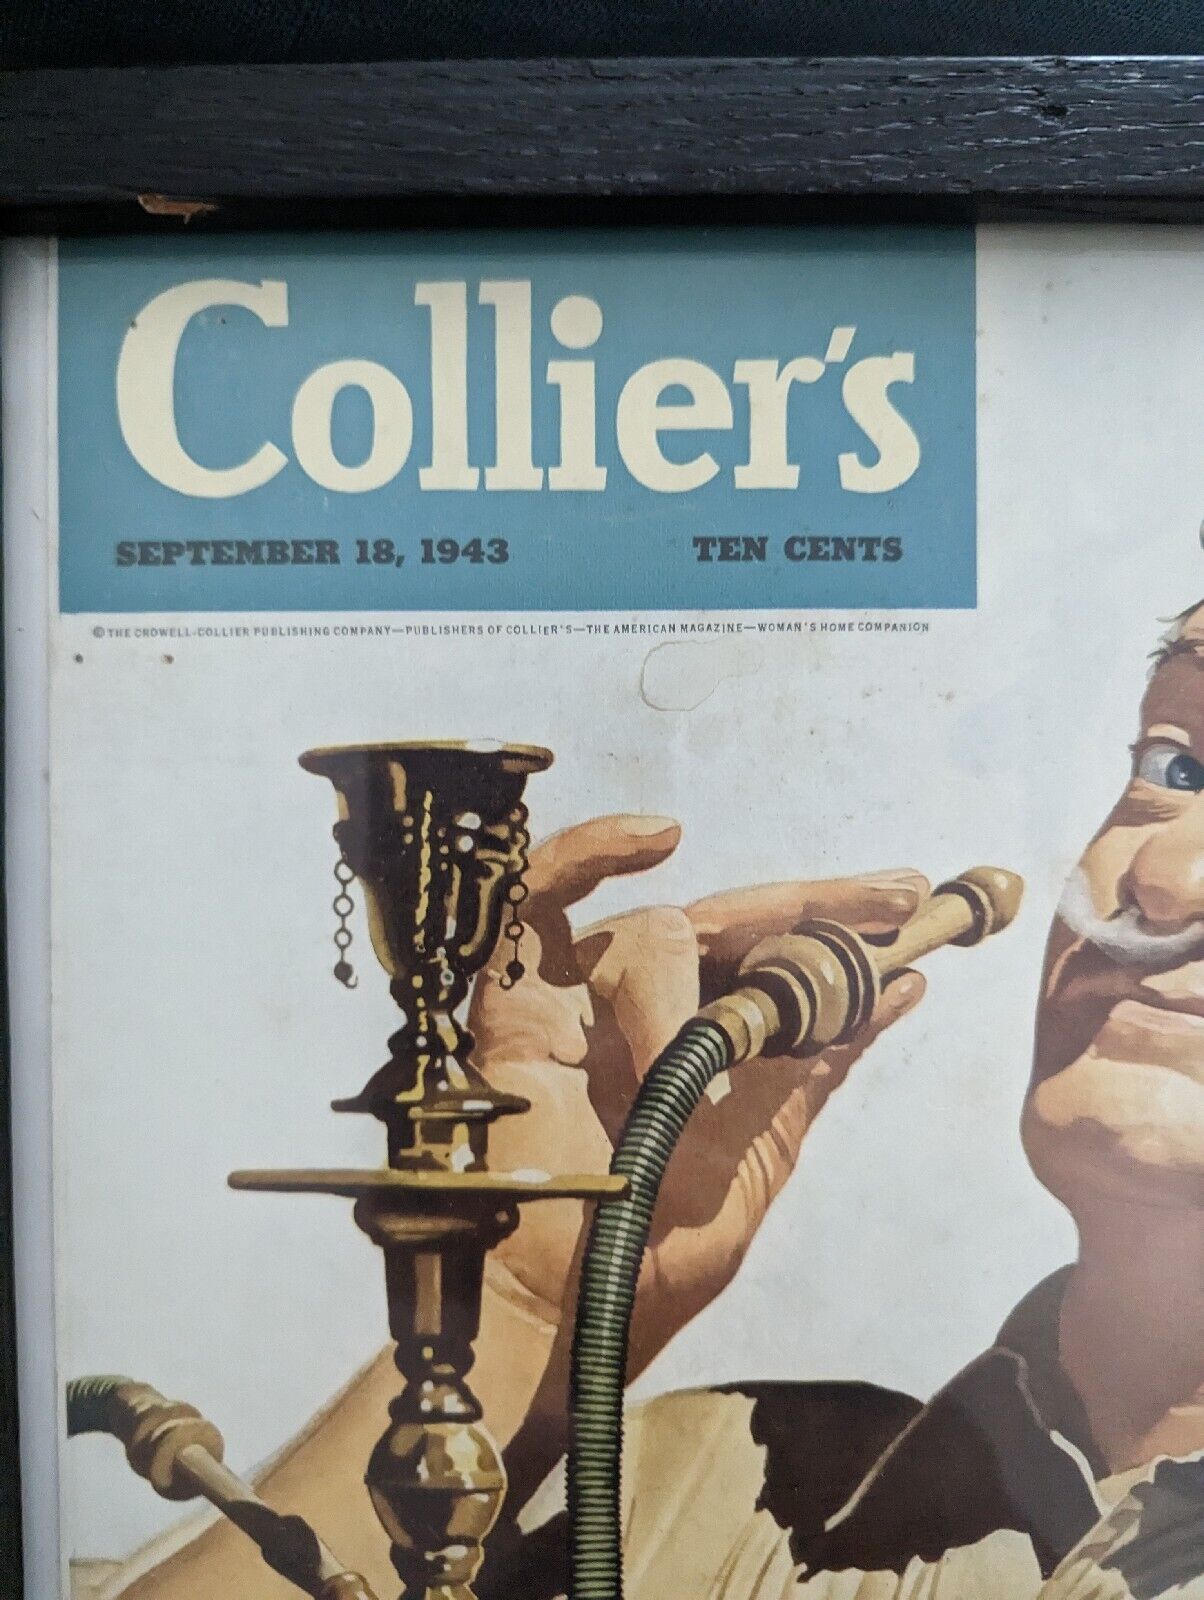 Collier's
SEPTEMBER 18, 1943 TEN CENTS
© THE CROWELL-COLLIER PUBLISHING COMPANY—PUBLISHERS OF COLLIER'S—THE AMERICAN MAGAZINE—WOMAN'S HOME COMPANION